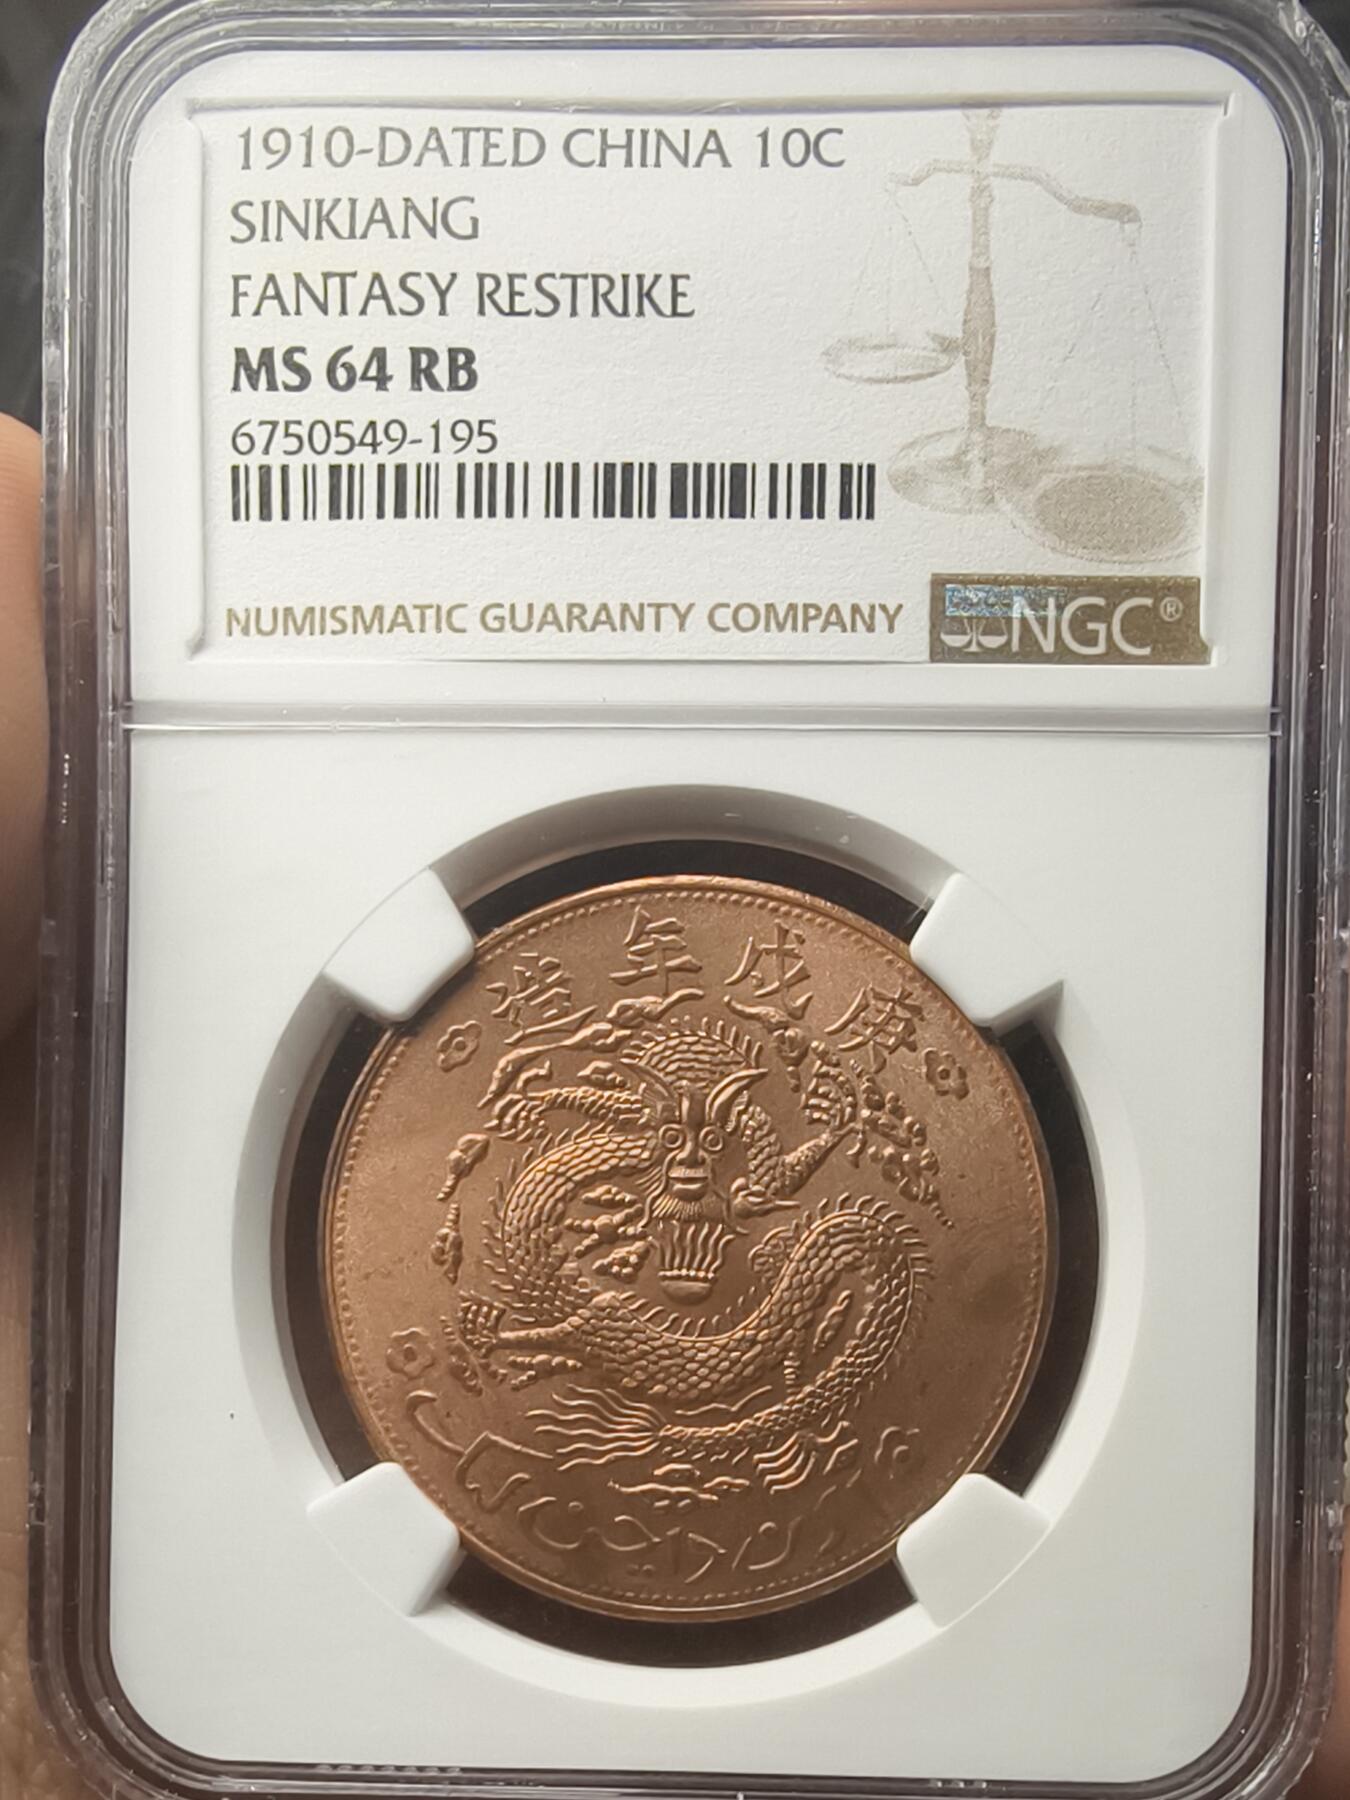 1910-DATED CHINA 10C
SINKIANG
FANTASY RESTRIKE
MS 64 RB
6750549-195
NUMISMATIC GUARANTY COMPANY
NGC®
造年戌庚